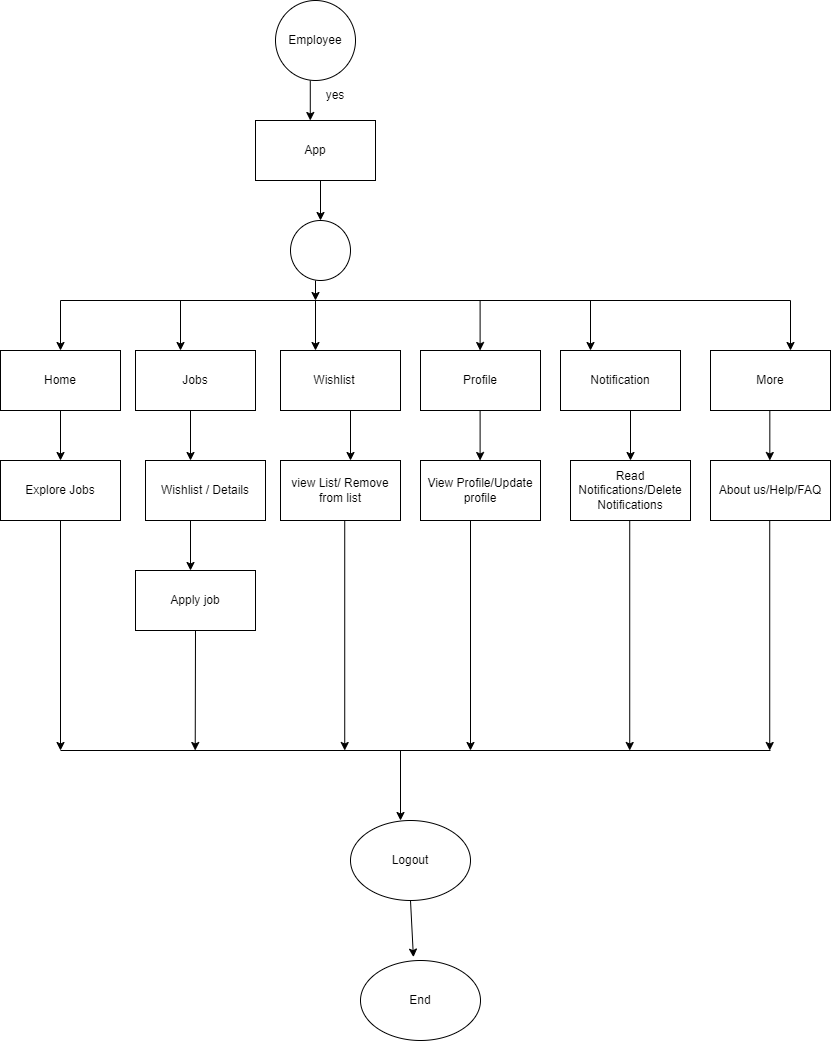 Employee
yes
App
Home
Jobs
Wishlist
Profile
Notification
More
Explore Jobs
Wishlist / Details
view List/ Remove
from list
View Profile/Update
profile
Read
Notifications/Delete
Notifications
About us/Help/FAQ
Apply job
Logout
End